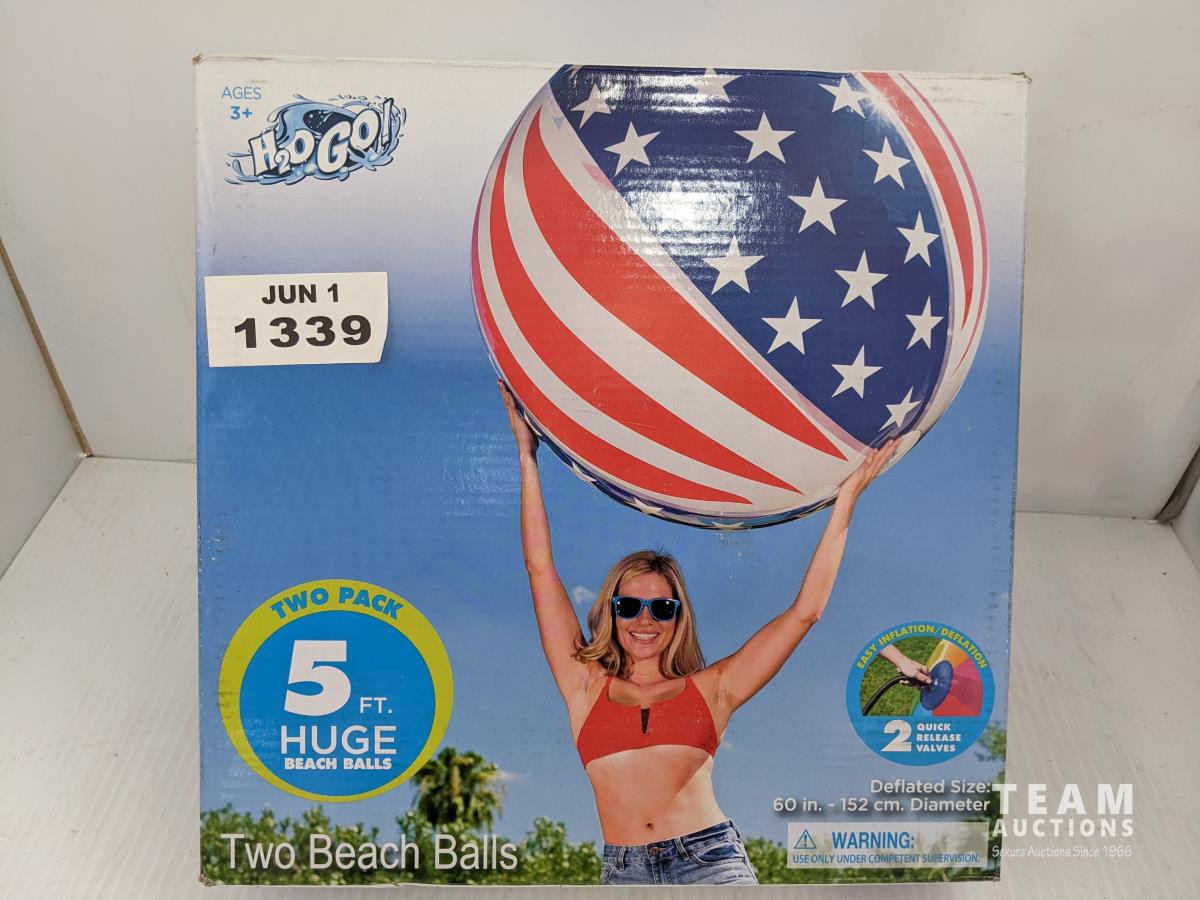 AGES
3+
H2O GO!
JUN 1
1339
TWO PACK
5 FT.
HUGE
BEACH BALLS
EASY INFLATION/DEFLATION
2 QUICK
RELEASE
VALVES
Deflated Size:
60 in. - 152 cm. Diameter
WARNING:
USE ONLY UNDER COMPETENT SUPERVISION.
Two Beach Balls
TEAM
AUCTIONS
Sekura Auctions Since 1966